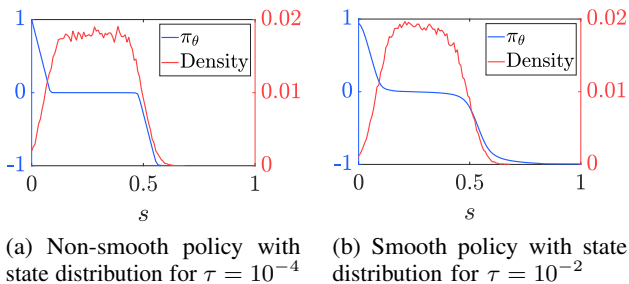 1
0.02
π_θ
Density
0
0.01
-1
0
0
0.5
1
s
(a) Non-smooth policy with
state distribution for τ = 10⁻⁴
1
0.02
π_θ
Density
0
0.01
-1
0
0
0.5
1
s
(b) Smooth policy with state
distribution for τ = 10⁻²